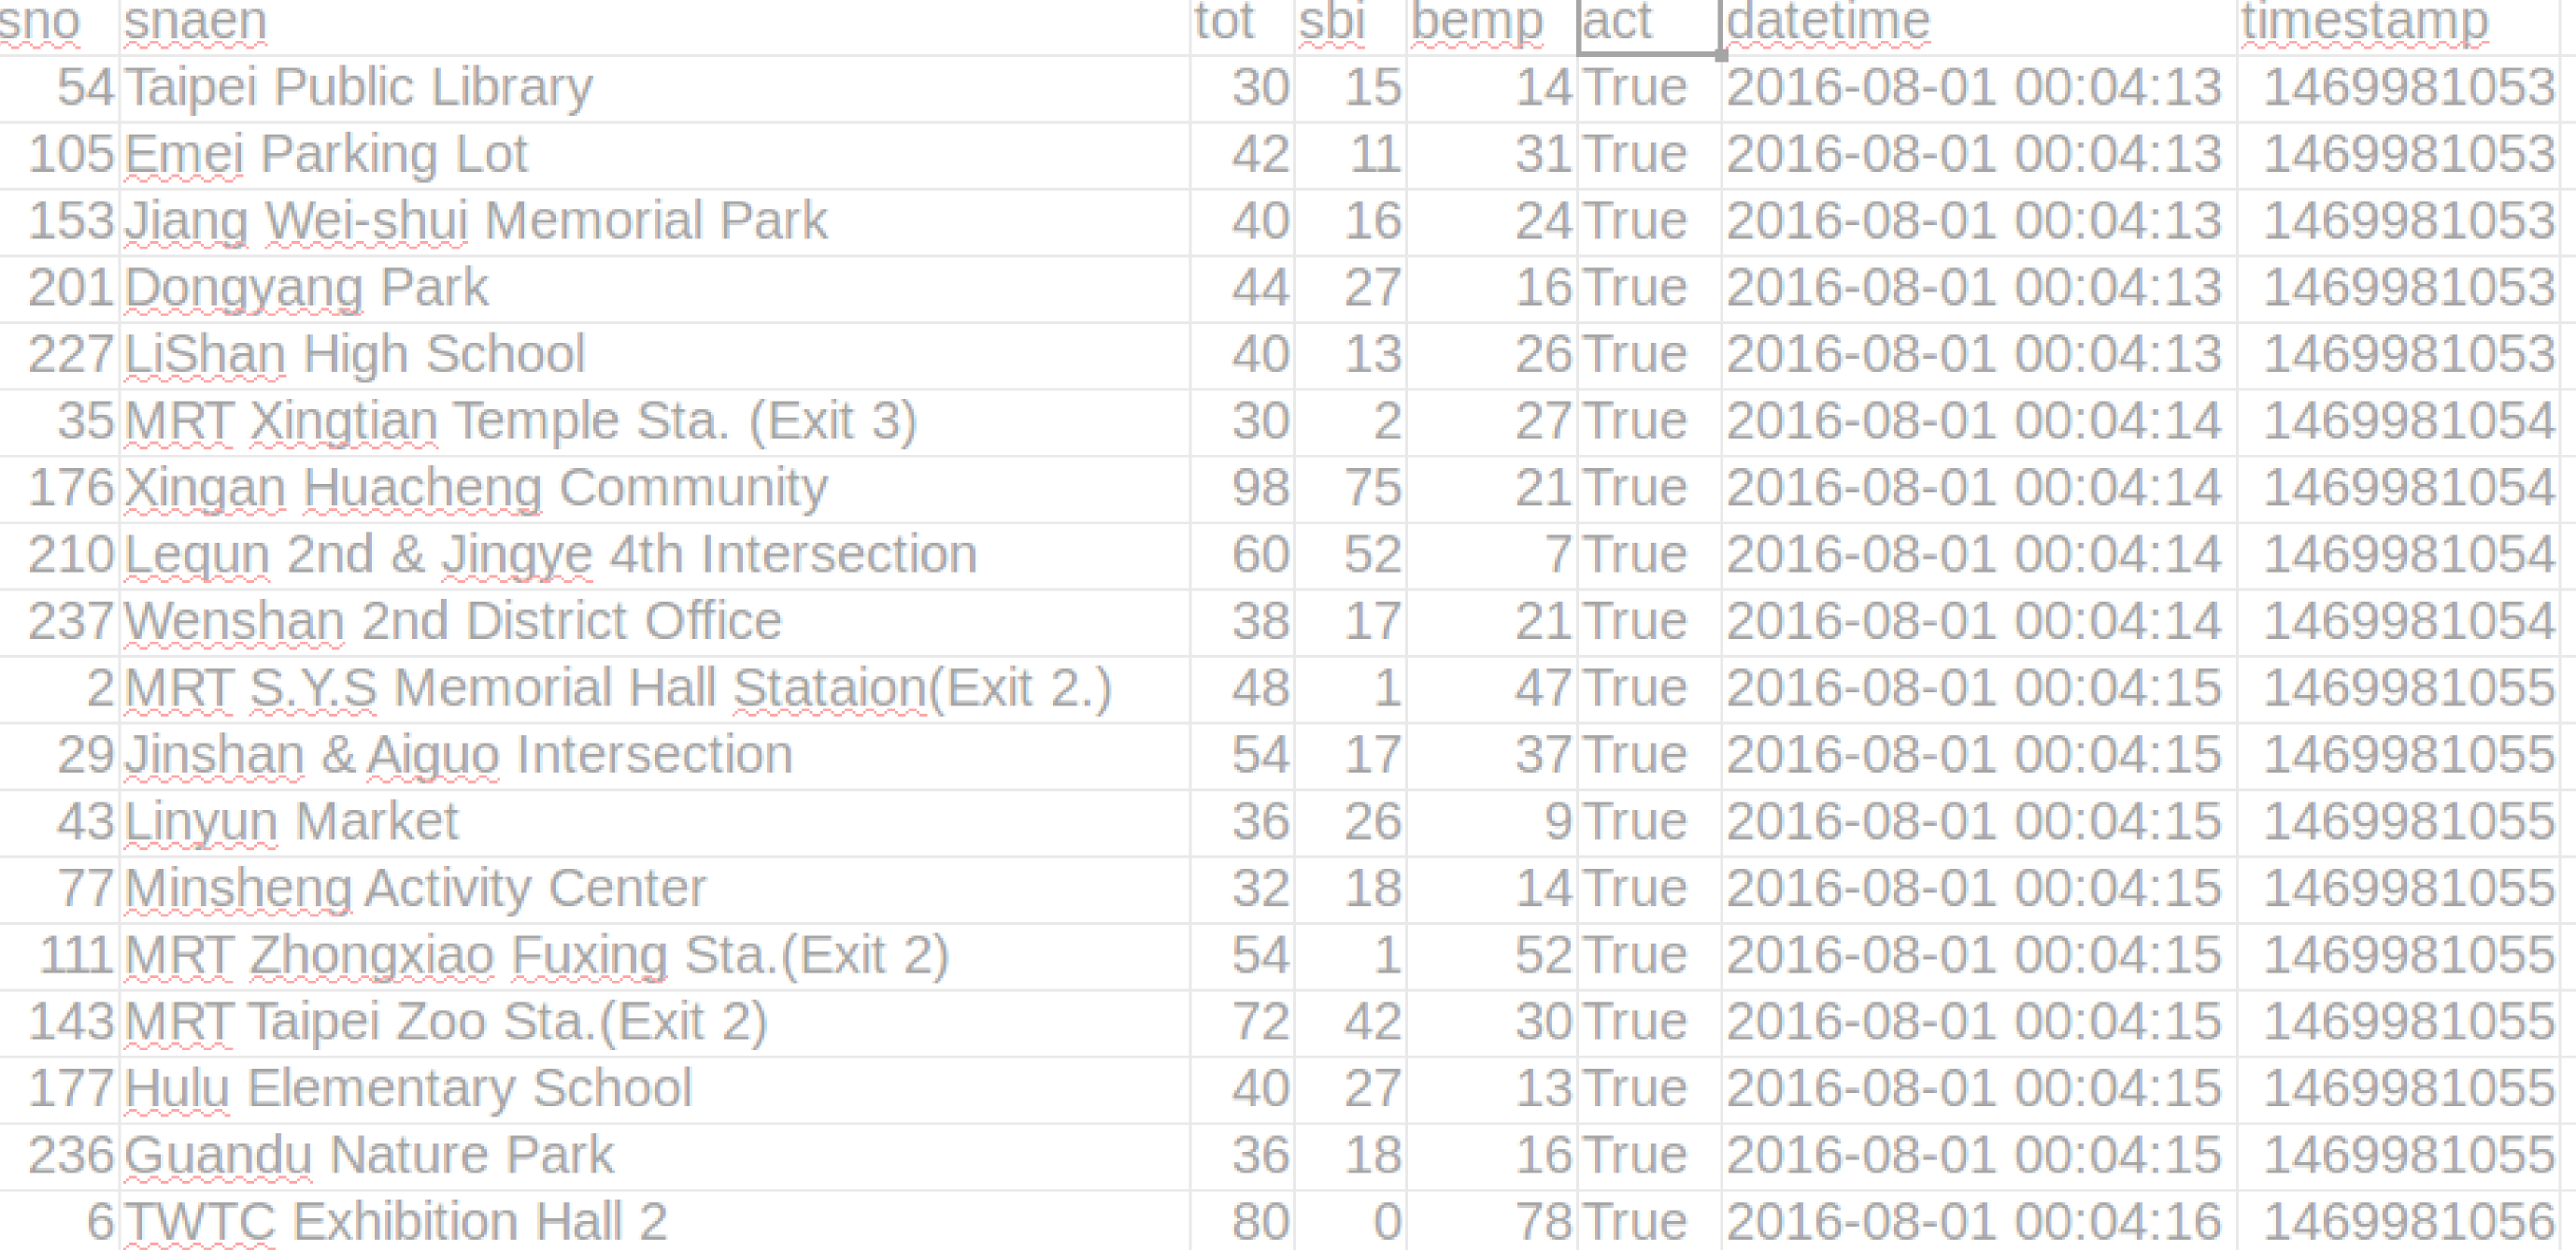 sno snaen tot sbi bemp act datetime timestamp
54 Taipei Public Library 30 15 14 True 2016-08-01 00:04:13 1469981053
105 Emei Parking Lot 42 11 31 True 2016-08-01 00:04:13 1469981053
153 Jiang Wei-shui Memorial Park 40 16 24 True 2016-08-01 00:04:13 1469981053
201 Dongyang Park 44 27 16 True 2016-08-01 00:04:13 1469981053
227 LiShan High School 40 13 26 True 2016-08-01 00:04:13 1469981053
35 MRT Xingtian Temple Sta. (Exit 3) 30 2 27 True 2016-08-01 00:04:14 1469981054
176 Xingan Huacheng Community 98 75 21 True 2016-08-01 00:04:14 1469981054
210 Lequn 2nd & Jingye 4th Intersection 60 52 7 True 2016-08-01 00:04:14 1469981054
237 Wenshan 2nd District Office 38 17 21 True 2016-08-01 00:04:14 1469981054
2 MRT S.Y.S Memorial Hall Stataion(Exit 2.) 48 1 47 True 2016-08-01 00:04:15 1469981055
29 Jinshan & Aiguo Intersection 54 17 37 True 2016-08-01 00:04:15 1469981055
43 Linyun Market 36 26 9 True 2016-08-01 00:04:15 1469981055
77 Minsheng Activity Center 32 18 14 True 2016-08-01 00:04:15 1469981055
111 MRT Zhongxiao Fuxing Sta.(Exit 2) 54 1 52 True 2016-08-01 00:04:15 1469981055
143 MRT Taipei Zoo Sta.(Exit 2) 72 42 30 True 2016-08-01 00:04:15 1469981055
177 Hulu Elementary School 40 27 13 True 2016-08-01 00:04:15 1469981055
236 Guandu Nature Park 36 18 16 True 2016-08-01 00:04:15 1469981055
6 TWTC Exhibition Hall 2 80 0 78 True 2016-08-01 00:04:16 1469981056